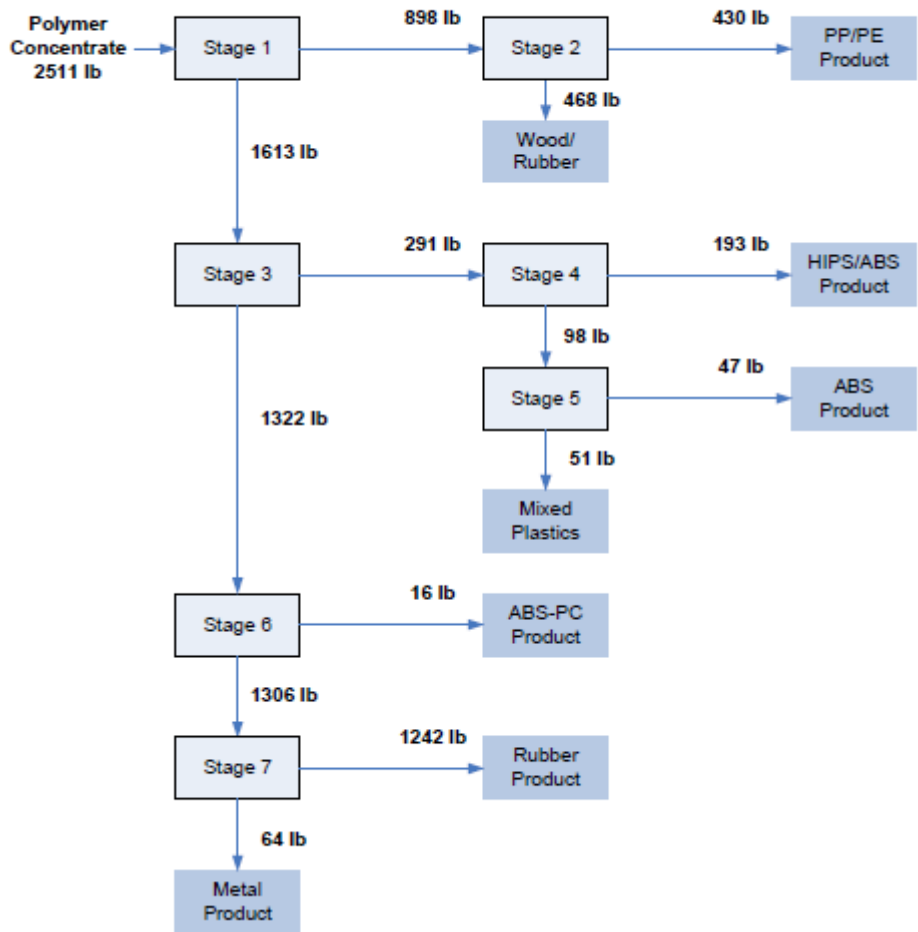 Polymer
Concentrate
2511 lb
Stage 1
898 lb
Stage 2
430 lb
PP/PE
Product
468 lb
Wood/
Rubber
1613 lb
Stage 3
291 lb
Stage 4
193 lb
HIPS/ABS
Product
98 lb
Stage 5
47 lb
ABS
Product
1322 lb
51 lb
Mixed
Plastics
Stage 6
16 lb
ABS-PC
Product
1306 lb
Stage 7
1242 lb
Rubber
Product
64 lb
Metal
Product